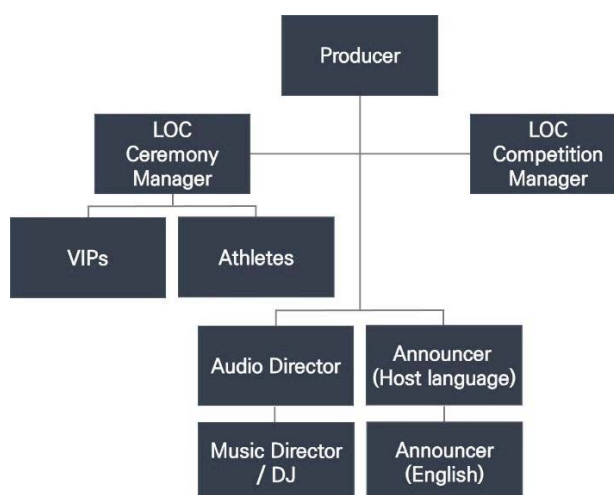 Producer
LOC
Ceremony
Manager
LOC
Competition
Manager
VIPs
Athletes
Audio Director
Announcer
(Host language)
Music Director
/ DJ
Announcer
(English)